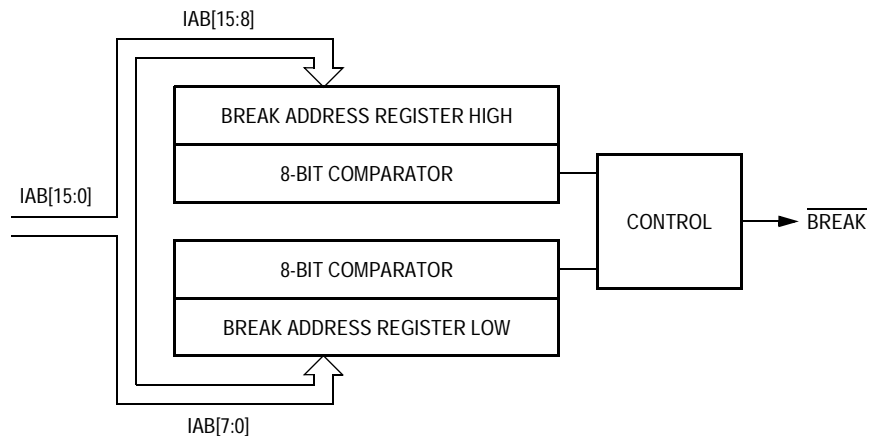 IAB[15:8]
BREAK ADDRESS REGISTER HIGH
8-BIT COMPARATOR
IAB[15:0]
CONTROL
BREAK
8-BIT COMPARATOR
BREAK ADDRESS REGISTER LOW
IAB[7:0]